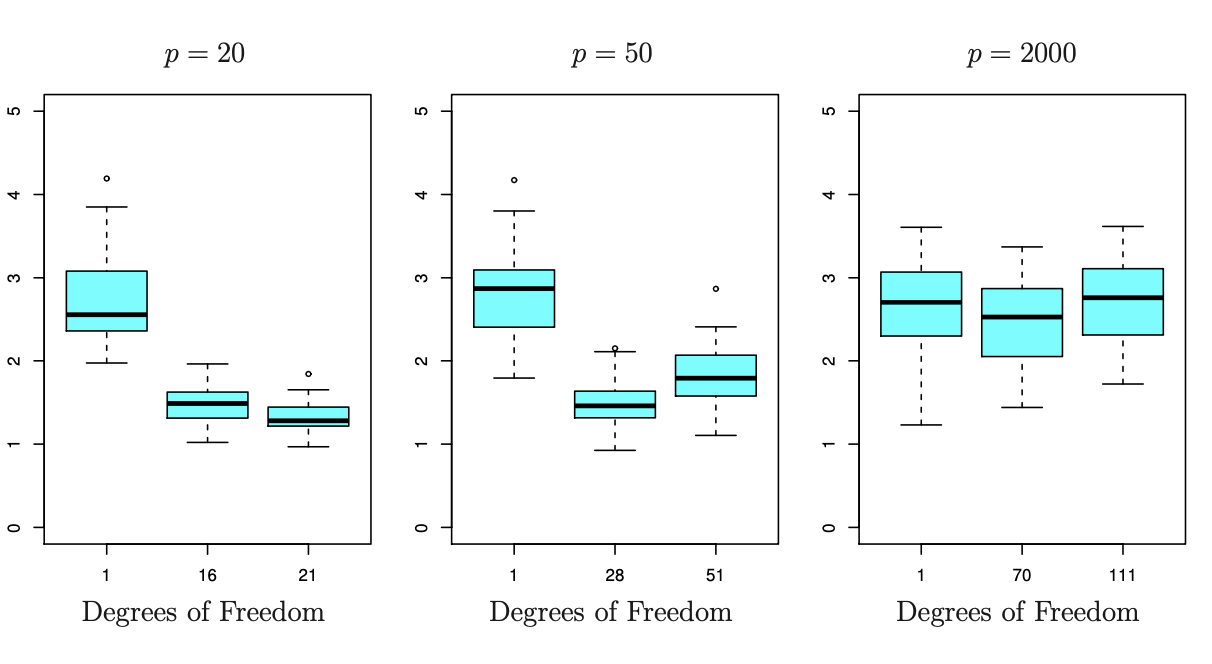 p = 20 p = 50 p = 2000
5 5 5
4 4 4
3 3 3
2 2 2
1 1 1
0 0 0
1 16 21 1 28 51 1 70 111
Degrees of Freedom Degrees of Freedom Degrees of Freedom